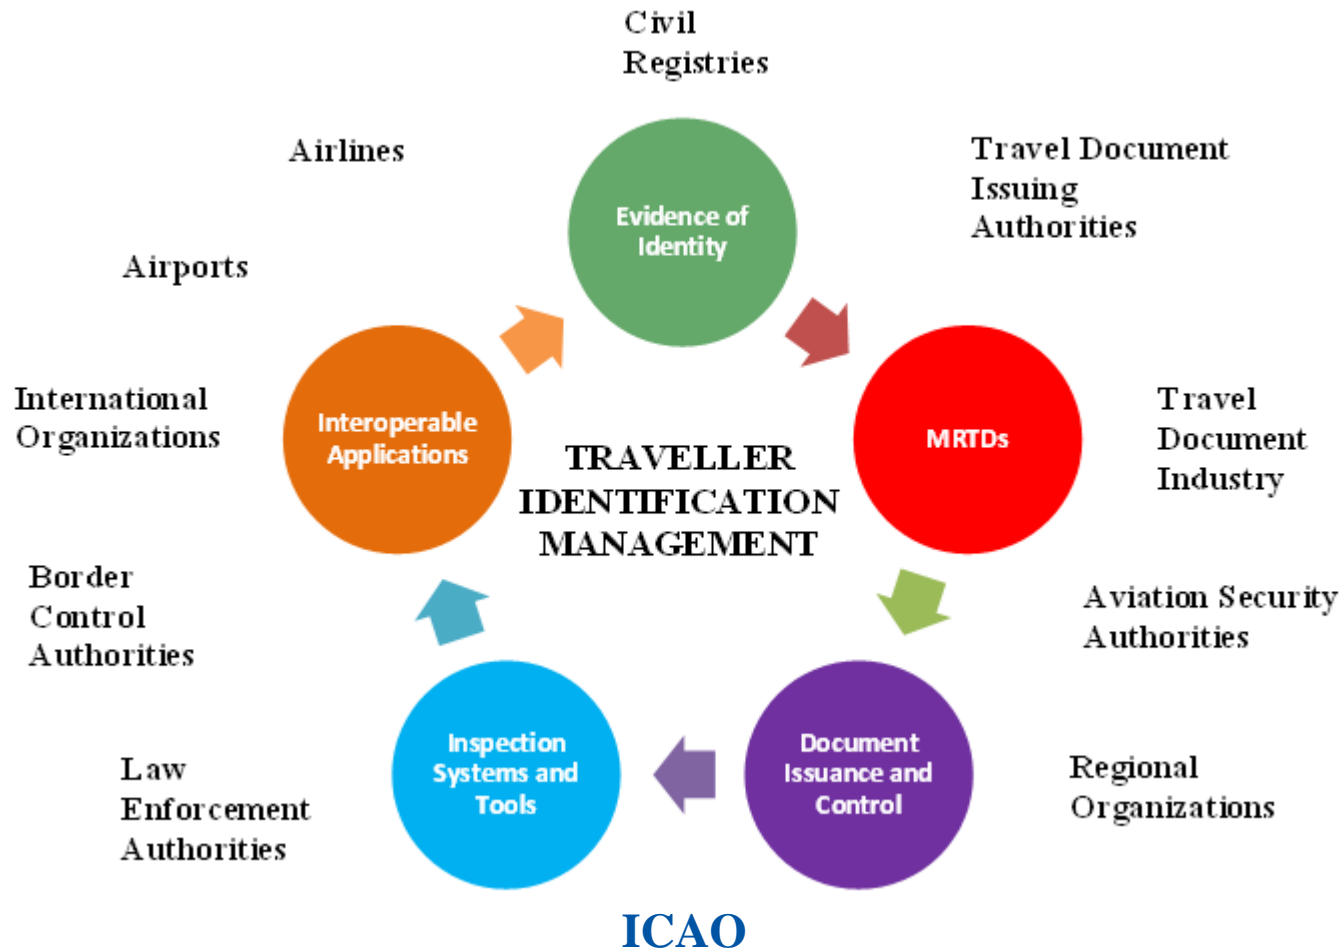 Civil
Registries
Airlines
Travel Document
Issuing
Authorities
Evidence of
Identity
Airports
International
Organizations
Interoperable
Applications
MRTDs
Travel
Document
Industry
TRAVELLER
IDENTIFICATION
MANAGEMENT
Border
Control
Authorities
Aviation Security
Authorities
Inspection
Systems and
Tools
Document
Issuance and
Control
Law
Enforcement
Authorities
Regional
Organizations
ICAO